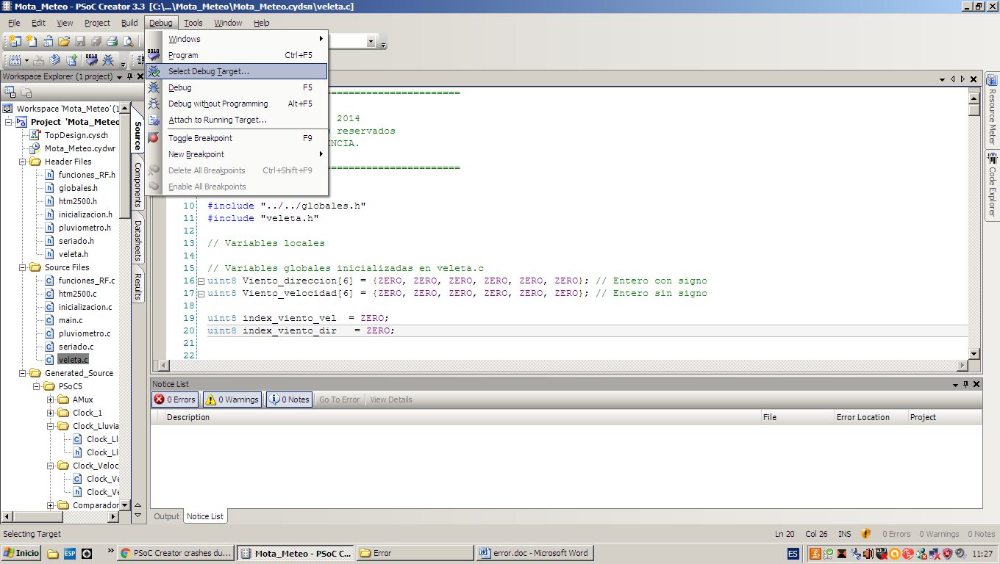 Mota_Meteo - PSoC Creator 3.3 [C:\...\Mota_Meteo\Mota_Meteo.cydsn\veleta.c]
File Edit View Project Build Debug Tools Window Help
Windows
Program Ctrl+F5
Select Debug Target...
Debug F5
Debug without Programming Alt+F5
Attach to Running Target...
Toggle Breakpoint F9
New Breakpoint
Delete All Breakpoints Ctrl+Shift+F9
Enable All Breakpoints
Workspace Explorer (1 project)
Workspace 'Mota_Meteo' (1
Project 'Mota_Meteo
TopDesign.cysch
Mota_Meteo.cydwr
Header Files
funciones_RF.h
globales.h
htm2500.h
inicializacion.h
pluviometro.h
seriado.h
veleta.h
Source Files
funciones_RF.c
htm2500.c
inicializacion.c
main.c
pluviometro.c
seriado.c
veleta.c
Generated_Source
PSoC5
AMux
Clock_1
Clock_Lluvia
Clock_Ll
Clock_Ll
Clock_Veloc
Clock_Ve
Clock_Ve
Comparador
Source
Components
Datasheets
Results
======================
2014
s reservados
ENCIA.
======================
10 #include "../../globales.h"
11 #include "veleta.h"
12
13 // Variables locales
14
15 // Variables globales inicializadas en veleta.c
16 uint8 Viento_direccion[6] = {ZERO, ZERO, ZERO, ZERO, ZERO, ZERO}; // Entero con signo
17 uint8 Viento_velocidad[6] = {ZERO, ZERO, ZERO, ZERO, ZERO, ZERO}; // Entero sin signo
18
19 uint8 index_viento_vel = ZERO;
20 uint8 index_viento_dir = ZERO;
21
22
Resource Meter
Code Explorer
Notice List
0 Errors 0 Warnings 0 Notes Go To Error View Details
Description File Error Location Project
Output Notice List
Selecting Target Ln 20 Col 26 INS 0 Errors 0 Warnings 0 Notes
Inicio ESP » PSoC Creator crashes du... Mota_Meteo - PSoC C... Error error.doc - Microsoft Word ES 11:27